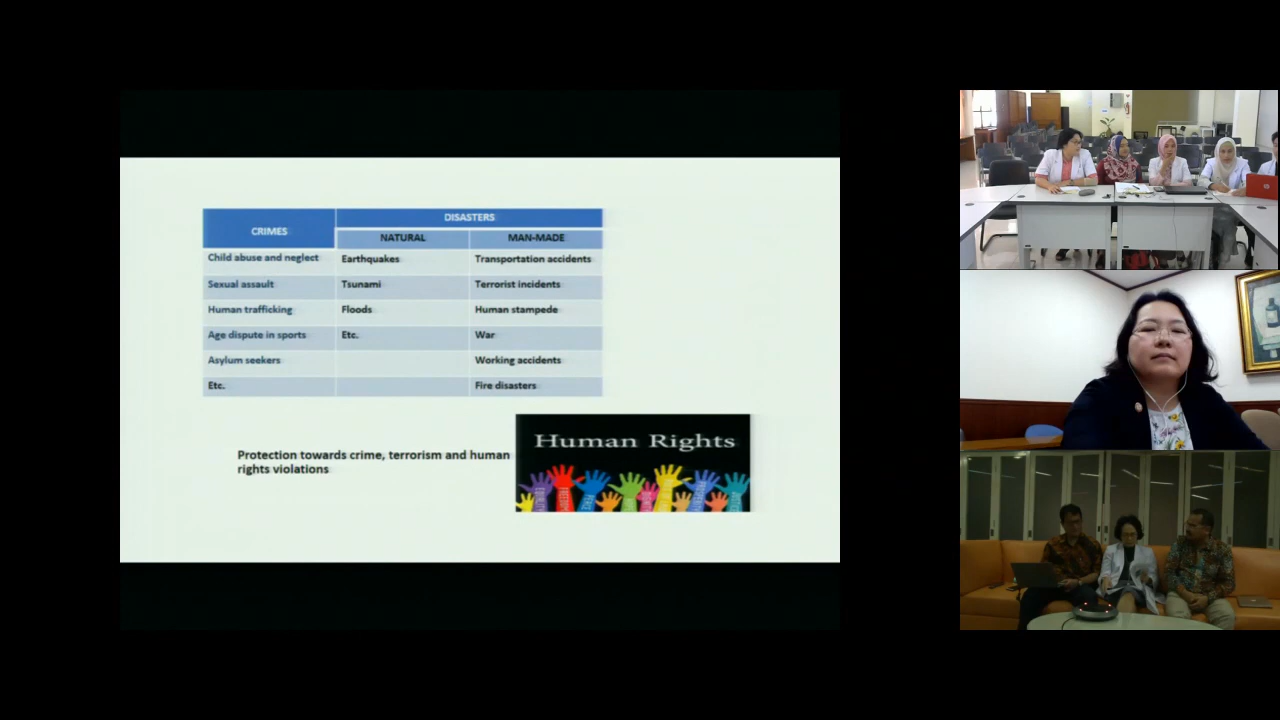 CRIMES
DISASTERS
NATURAL
MAN-MADE
Child abuse and neglect
Earthquakes
Transportation accidents
Sexual assault
Tsunami
Terrorist incidents
Human trafficking
Floods
Human stampede
Age dispute in sports
Etc.
War
Asylum seekers
Working accidents
Etc.
Fire disasters
Protection towards crime, terrorism and human
rights violations
Human Rights